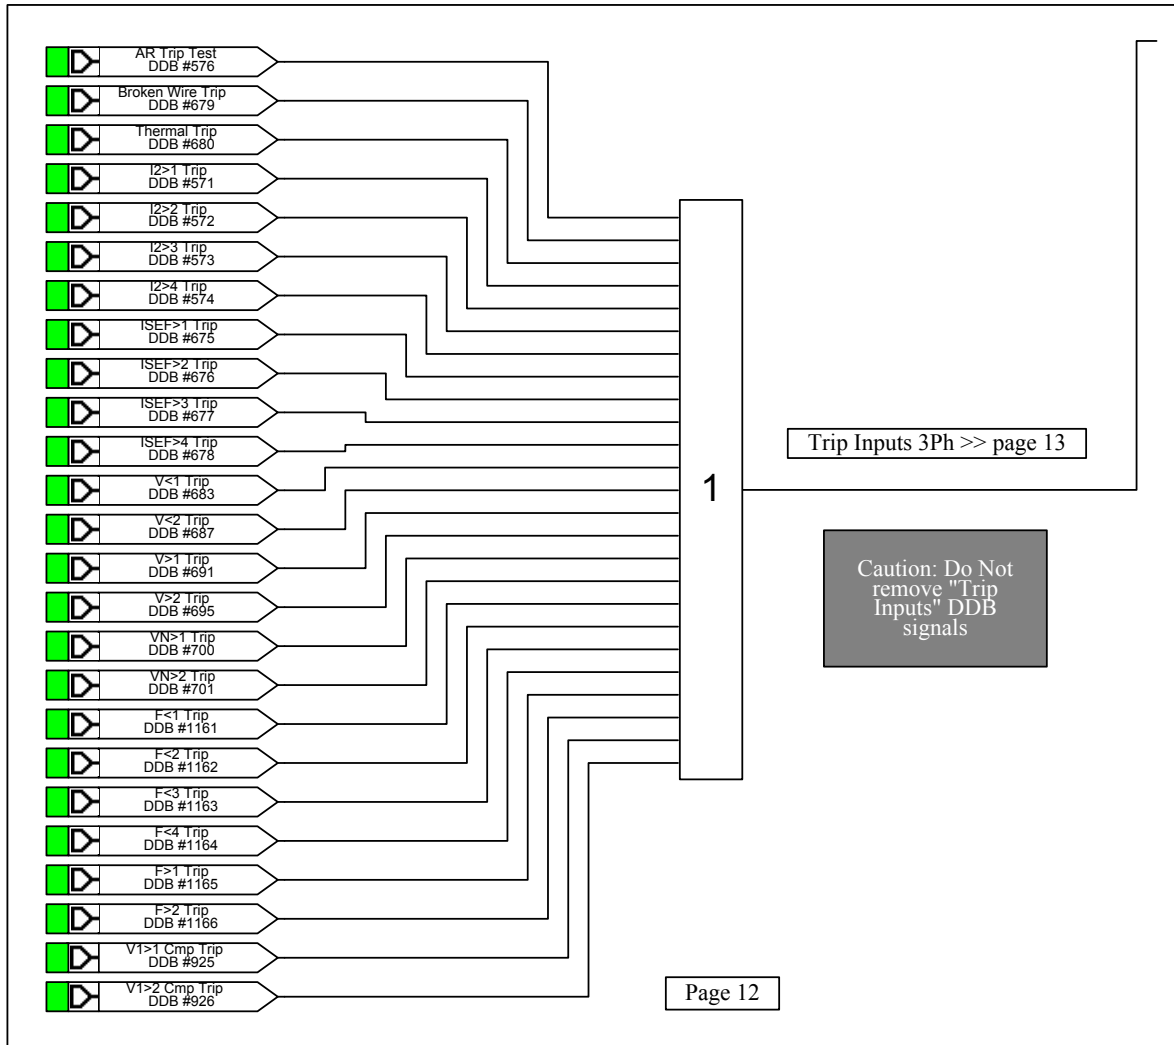 AR Trip Test
DDB #576
Broken Wire Trip
DDB #679
Thermal Trip
DDB #680
I2>1 Trip
DDB #571
I2>2 Trip
DDB #572
I2>3 Trip
DDB #573
I2>4 Trip
DDB #574
ISEF>1 Trip
DDB #675
ISEF>2 Trip
DDB #676
ISEF>3 Trip
DDB #677
ISEF>4 Trip
DDB #678
V<1 Trip
DDB #683
V<2 Trip
DDB #687
V>1 Trip
DDB #691
V>2 Trip
DDB #695
VN>1 Trip
DDB #700
VN>2 Trip
DDB #701
F<1 Trip
DDB #1161
F<2 Trip
DDB #1162
F<3 Trip
DDB #1163
F<4 Trip
DDB #1164
F>1 Trip
DDB #1165
F>2 Trip
DDB #1166
V1>1 Cmp Trip
DDB #925
V1>2 Cmp Trip
DDB #926
1
Trip Inputs 3Ph >> page 13
Caution: Do Not
remove "Trip
Inputs" DDB
signals
Page 12